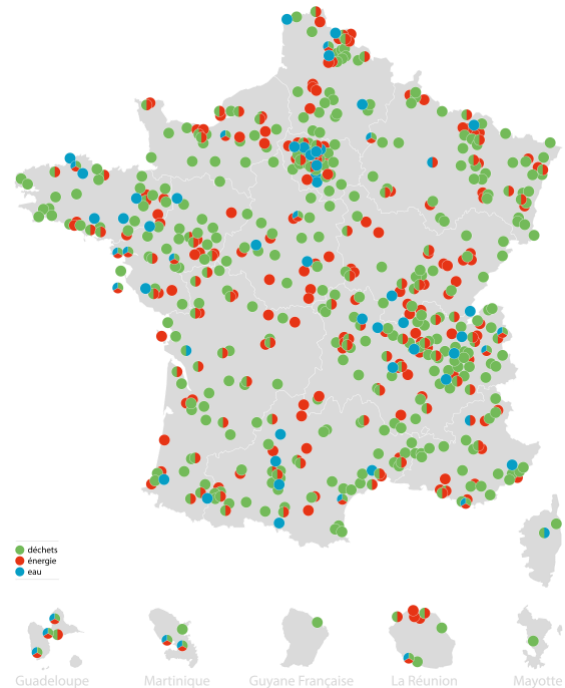 déchets
énergie
eau
Guadeloupe
Martinique
Guyane Française
La Réunion
Mayotte